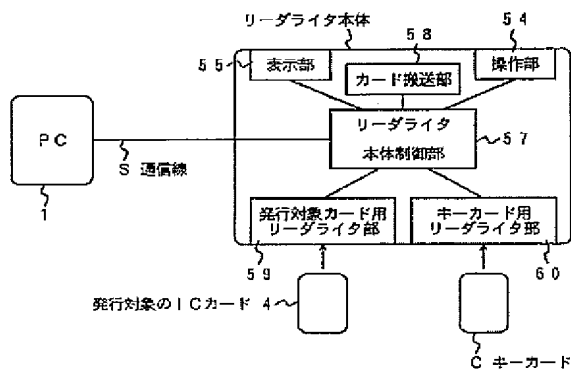 リーダライタ本体
５８
５４
５５
表示部
操作部
カード搬送部
ＰＣ
リーダライタ
本体制御部
５７
Ｓ 通信線
１
発行対象カード用
リーダライタ部
キーカード用
リーダライタ部
５９
６０
発行対象のＩＣカード ４
Ｃ キーカード